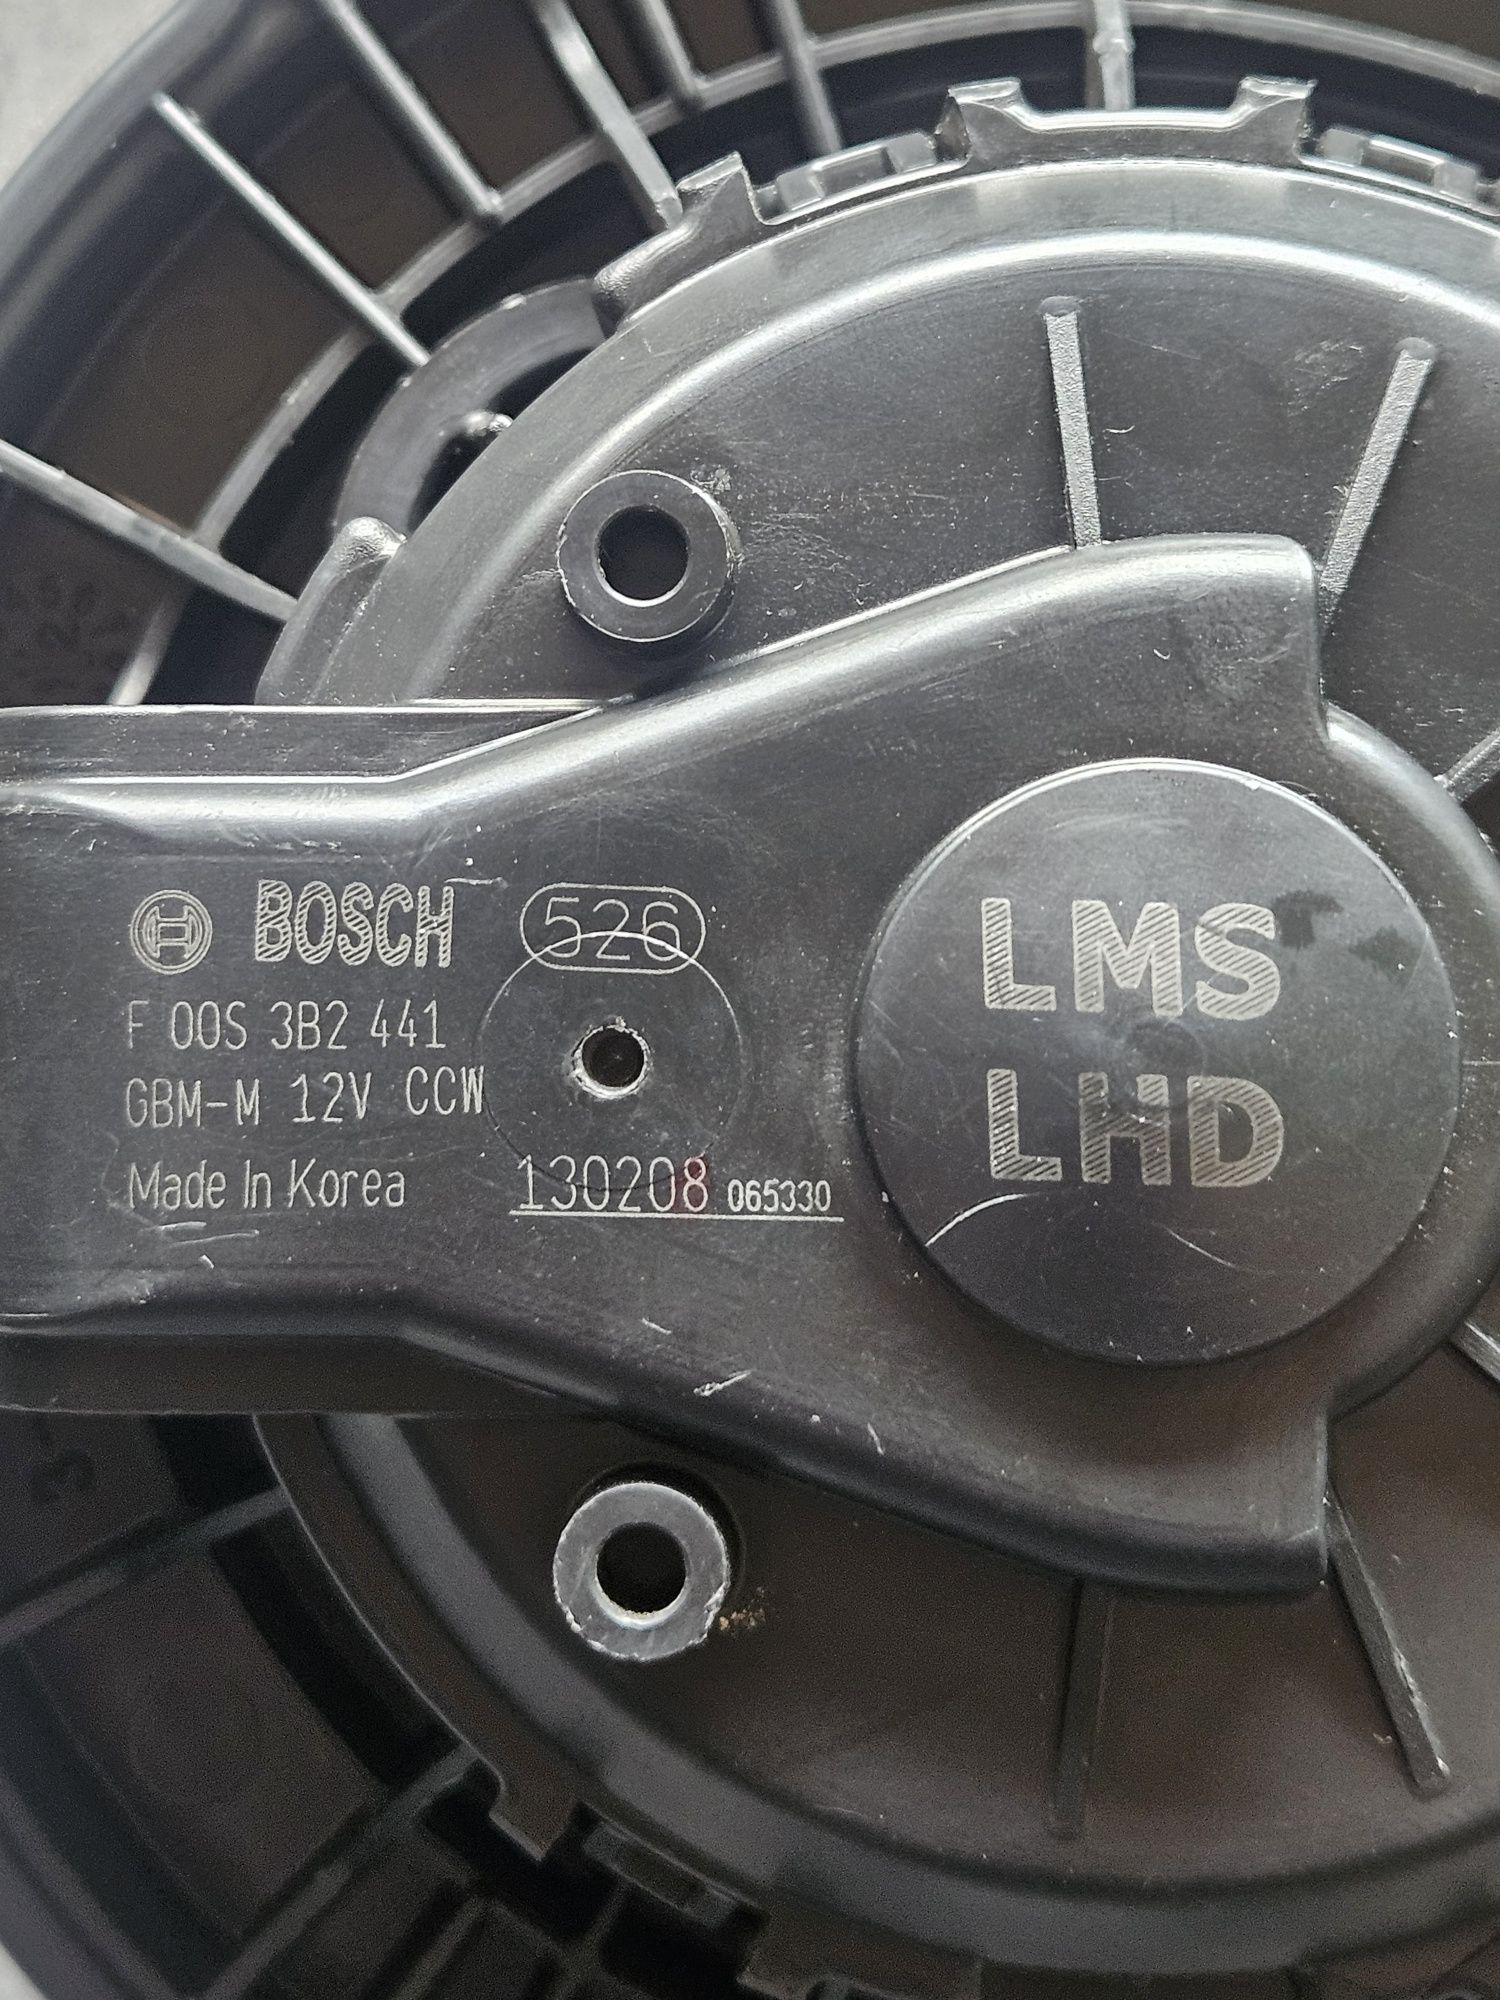 BOSCH 526
F 00S 3B2 441
GBM-M 12V CCW
Made In Korea 130208 065330
LMS
LHD